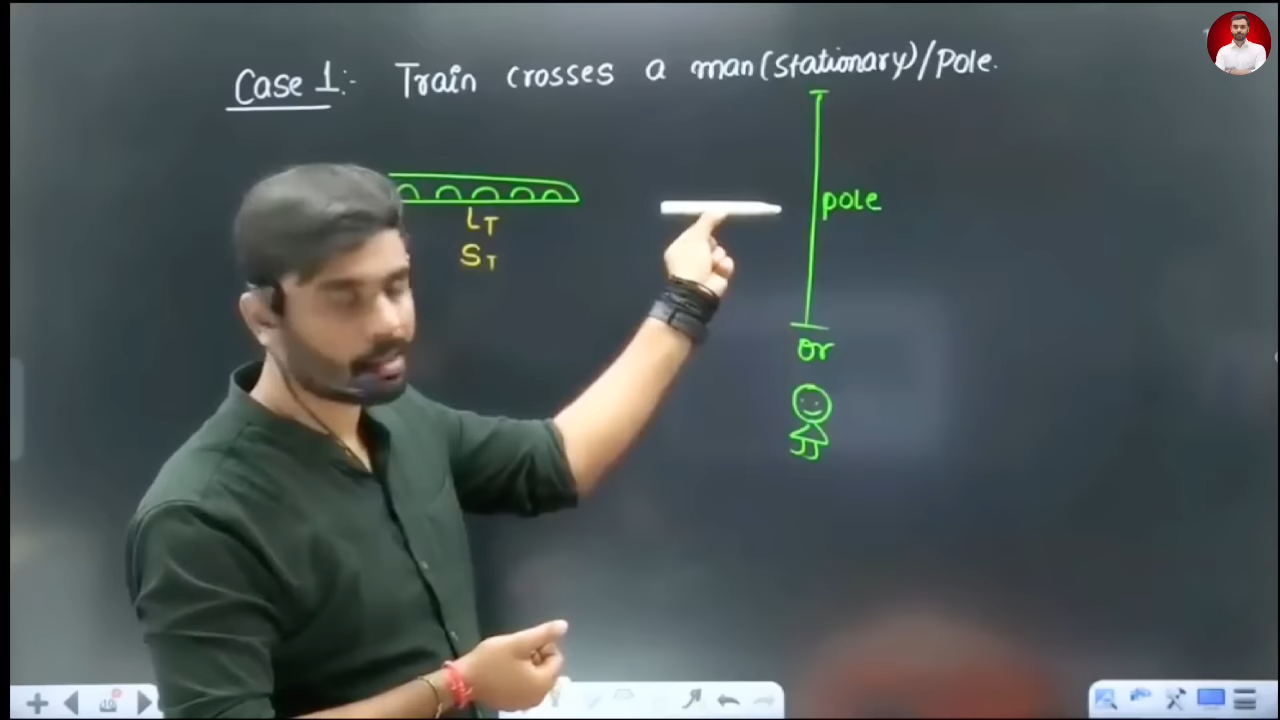 Case 1:- Train crosses a man(stationary)/Pole.
LT
ST
pole
or